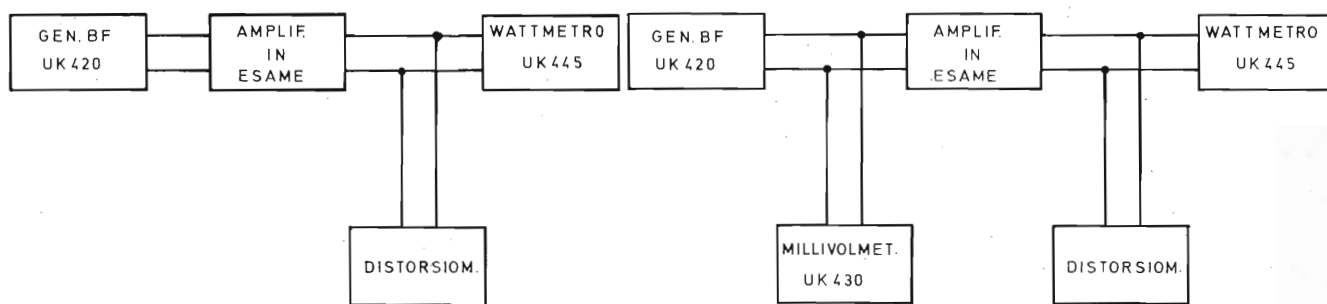 GEN. BF
UK 420
AMPLIF.
IN
ESAME
WATTMETRO
UK 445
DISTORSIOM.
GEN. BF
UK 420
AMPLIF.
IN
ESAME
WATTMETRO
UK 445
MILLIVOLMET.
UK 430
DISTORSIOM.